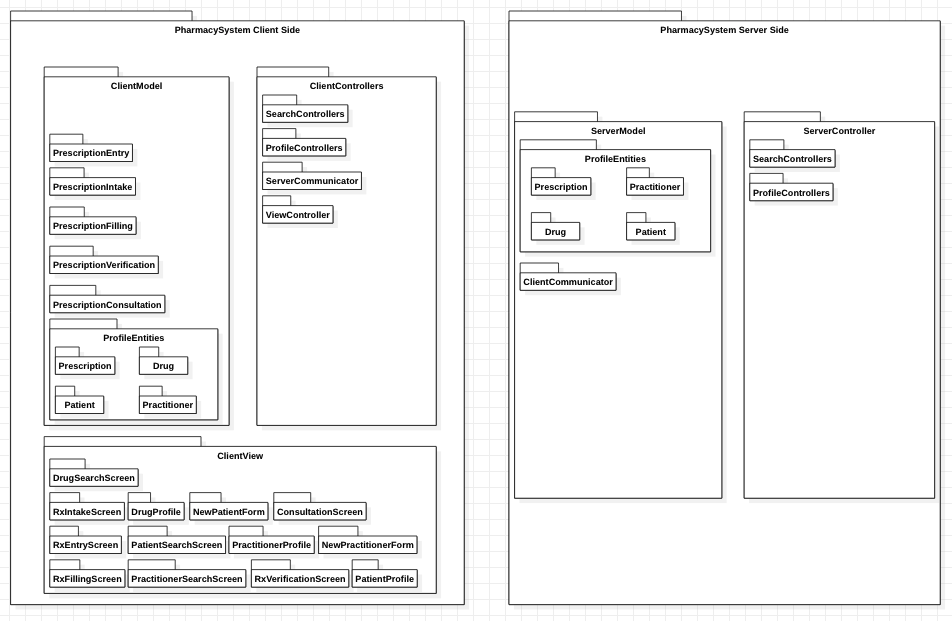 PharmacySystem Client Side
ClientModel
PrescriptionEntry
PrescriptionIntake
PrescriptionFilling
PrescriptionVerification
PrescriptionConsultation
ProfileEntities
Prescription
Drug
Patient
Practitioner
ClientControllers
SearchControllers
ProfileControllers
ServerCommunicator
ViewController
ClientView
DrugSearchScreen
RxIntakeScreen
DrugProfile
NewPatientForm
ConsultationScreen
RxEntryScreen
PatientSearchScreen
PractitionerProfile
NewPractitionerForm
RxFillingScreen
PractitionerSearchScreen
RxVerificationScreen
PatientProfile
PharmacySystem Server Side
ServerModel
ProfileEntities
Prescription
Practitioner
Drug
Patient
ClientCommunicator
ServerController
SearchControllers
ProfileControllers